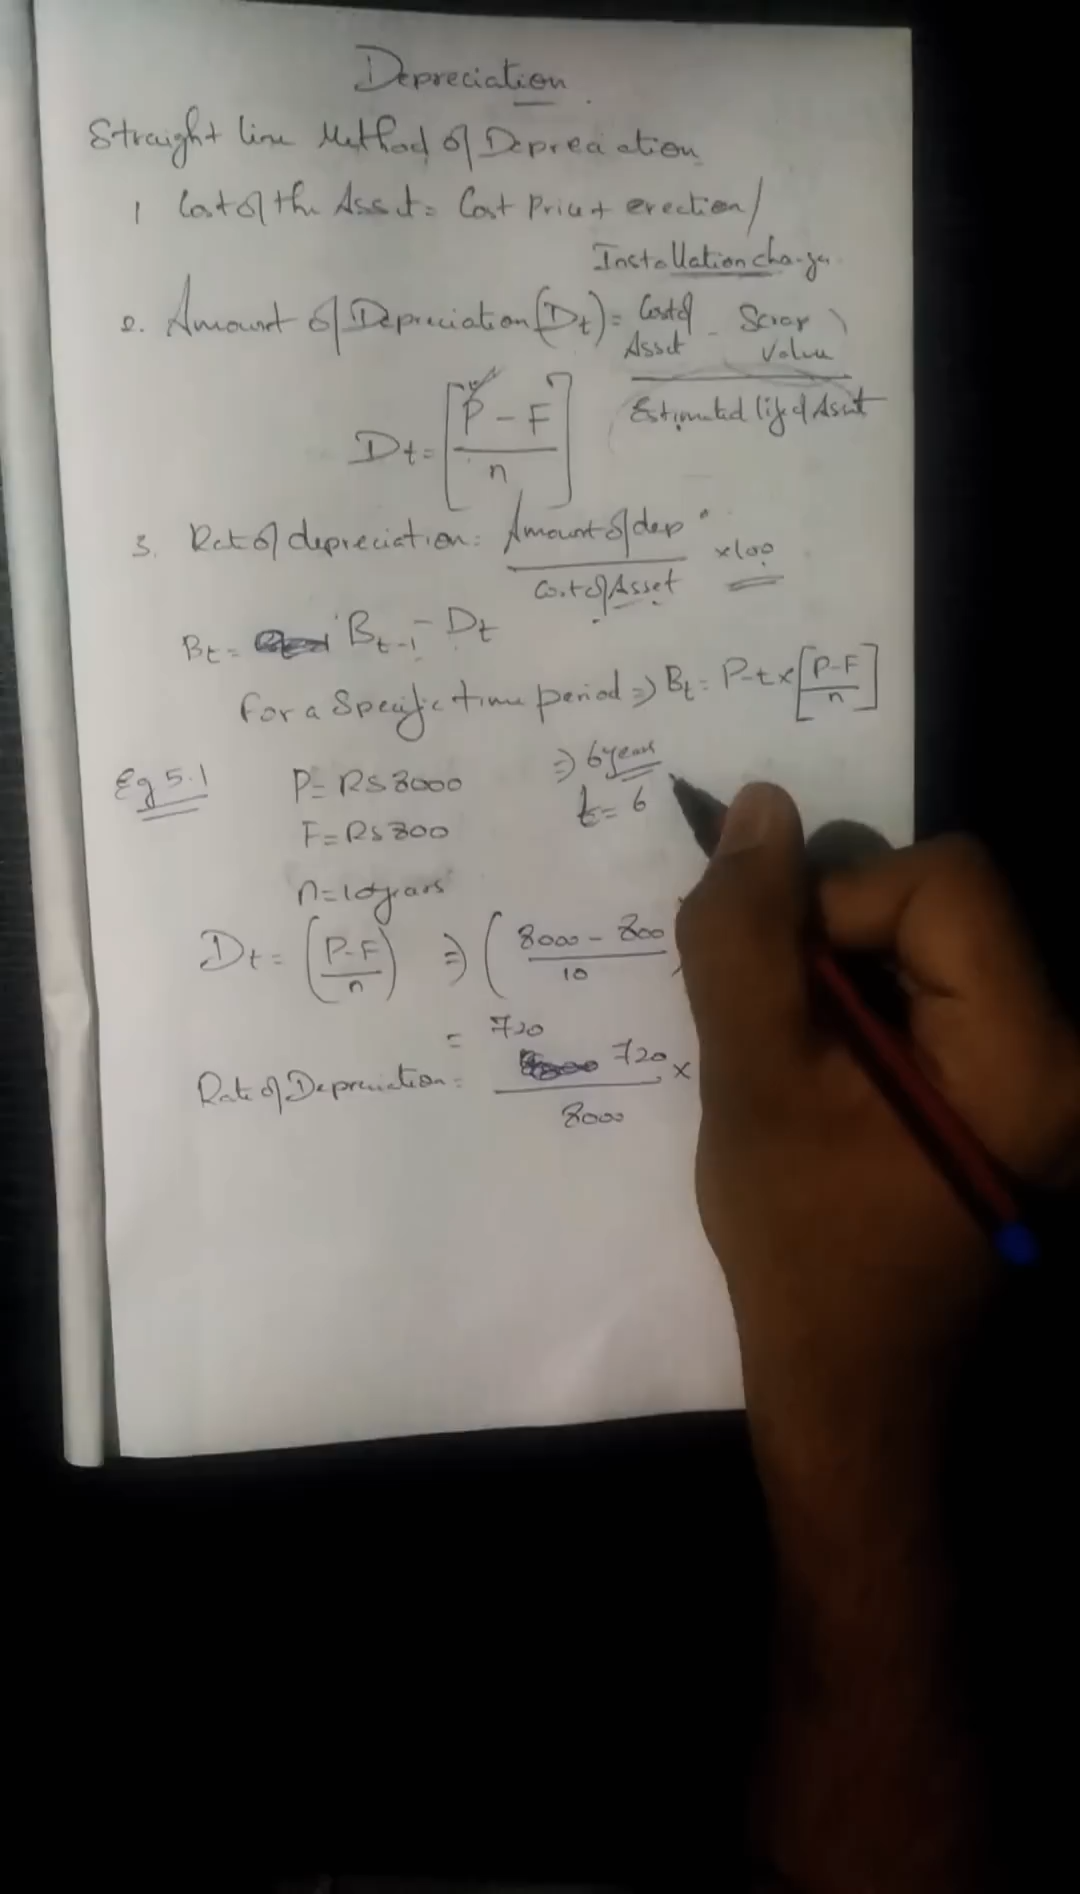 Depreciation
Straight line Method of Depreciation
1 Cost of the Asset = Cost Price + erection/
Installation charge
2. Amount of Depreciation (Dt) = Cost of Asset - Scrap Value
Estimated life of Asset
Dt = [P - F / n]
3. Rate of depreciation = Amount of dep / Cost of Asset ×100
Bt = Bt-1 - Dt
For a Specific time period => Bt = P-t× [P-F / n]
Eg 5.1 P = RS 8000 => 6 years
F = RS 800 t = 6
n = 10 years
Dt = (P-F / n) => (8000 - 800 / 10
= 720
Rate of Depreciation = 720 / 8000 ×